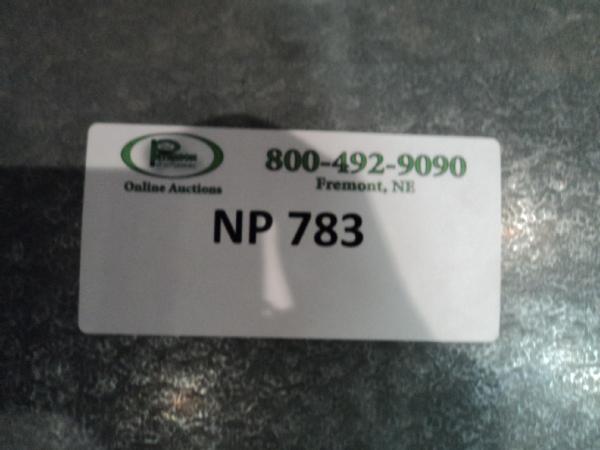 800-492-9090
Online Auctions
Fremont, NE
NP 783